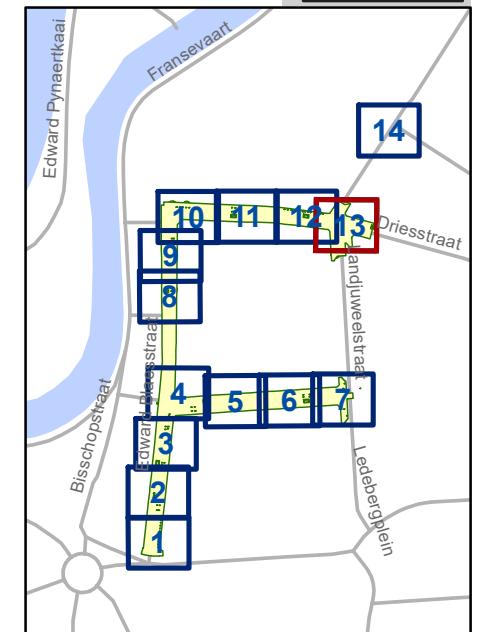 Edward Pynaertkaai
Fransevaart
14
10
11
12
13
Driesstraat
9
Landjuweelstraat
8
Edward Blaesstraat
4
5
6
7
Bisschopstraat
3
Ledebergplein
2
1